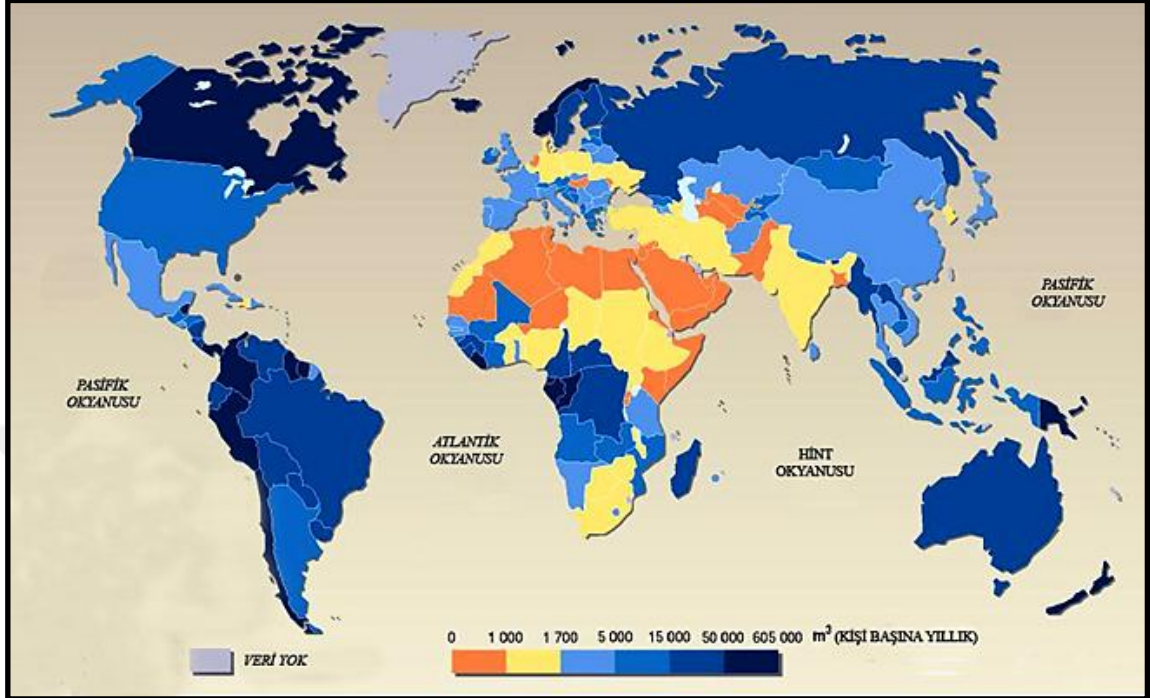 PASİFİK
OKYANUSU
PASİFİK
OKYANUSU
ATLANTİK
OKYANUSU
HİNT
OKYANUSU
0 1 000 1 700 5 000 15 000 50 000 605 000 m³ (KİŞİ BAŞINA YILLIK)
VERİ YOK